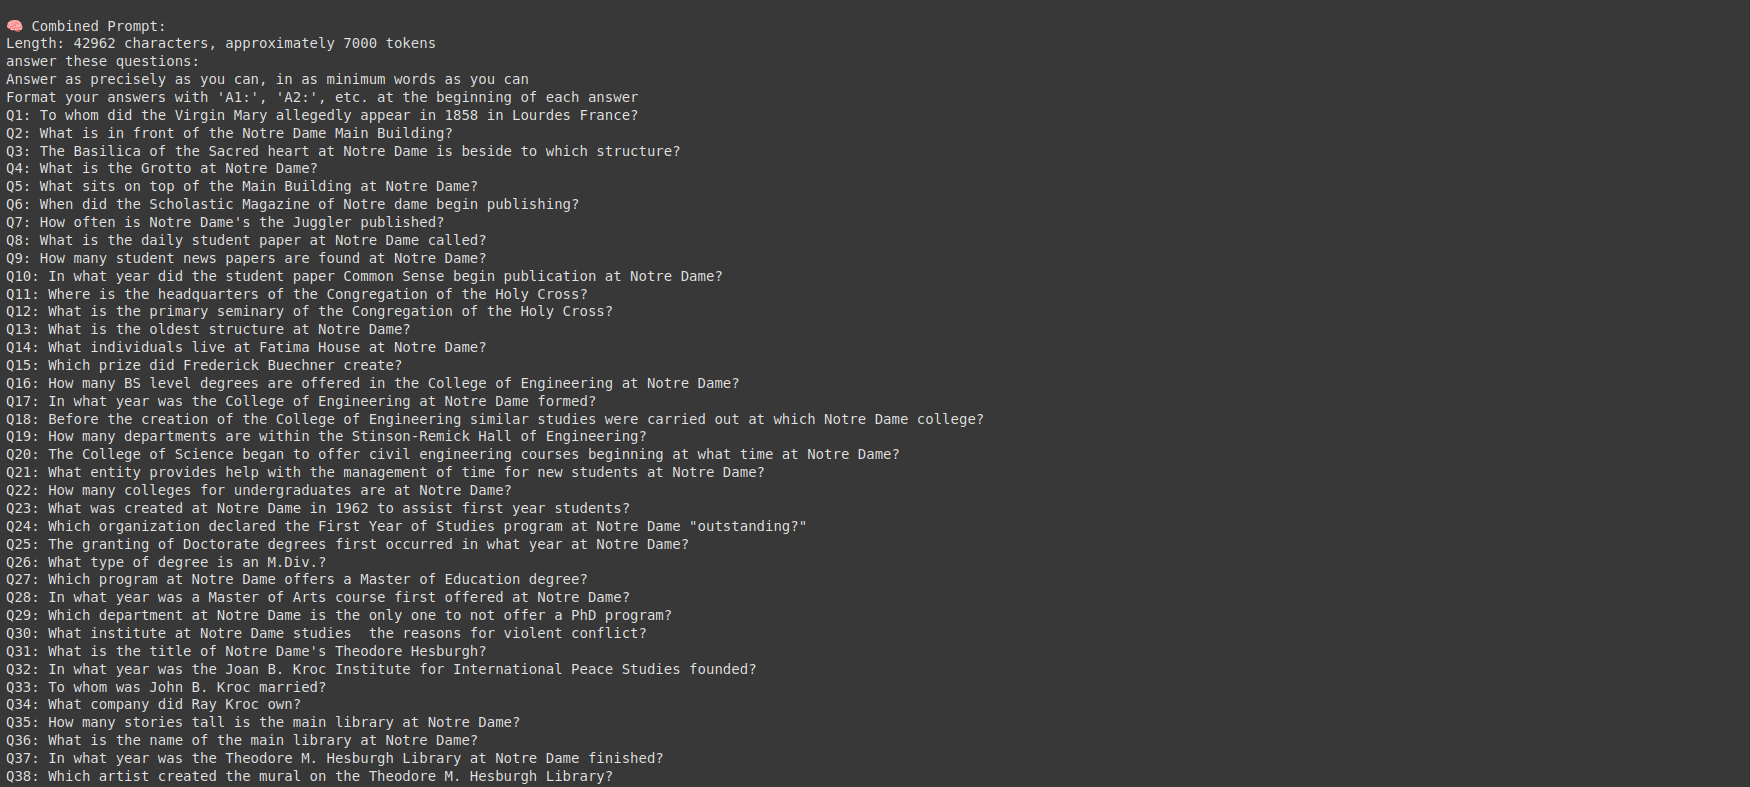 🧠 Combined Prompt:
Length: 42962 characters, approximately 7000 tokens
answer these questions:
Answer as precisely as you can, in as minimum words as you can
Format your answers with 'A1:', 'A2:', etc. at the beginning of each answer
Q1: To whom did the Virgin Mary allegedly appear in 1858 in Lourdes France?
Q2: What is in front of the Notre Dame Main Building?
Q3: The Basilica of the Sacred heart at Notre Dame is beside to which structure?
Q4: What is the Grotto at Notre Dame?
Q5: What sits on top of the Main Building at Notre Dame?
Q6: When did the Scholastic Magazine of Notre dame begin publishing?
Q7: How often is Notre Dame's the Juggler published?
Q8: What is the daily student paper at Notre Dame called?
Q9: How many student news papers are found at Notre Dame?
Q10: In what year did the student paper Common Sense begin publication at Notre Dame?
Q11: Where is the headquarters of the Congregation of the Holy Cross?
Q12: What is the primary seminary of the Congregation of the Holy Cross?
Q13: What is the oldest structure at Notre Dame?
Q14: What individuals live at Fatima House at Notre Dame?
Q15: Which prize did Frederick Buechner create?
Q16: How many BS level degrees are offered in the College of Engineering at Notre Dame?
Q17: In what year was the College of Engineering at Notre Dame formed?
Q18: Before the creation of the College of Engineering similar studies were carried out at which Notre Dame college?
Q19: How many departments are within the Stinson-Remick Hall of Engineering?
Q20: The College of Science began to offer civil engineering courses beginning at what time at Notre Dame?
Q21: What entity provides help with the management of time for new students at Notre Dame?
Q22: How many colleges for undergraduates are at Notre Dame?
Q23: What was created at Notre Dame in 1962 to assist first year students?
Q24: Which organization declared the First Year of Studies program at Notre Dame "outstanding?"
Q25: The granting of Doctorate degrees first occurred in what year at Notre Dame?
Q26: What type of degree is an M.Div.?
Q27: Which program at Notre Dame offers a Master of Education degree?
Q28: In what year was a Master of Arts course first offered at Notre Dame?
Q29: Which department at Notre Dame is the only one to not offer a PhD program?
Q30: What institute at Notre Dame studies  the reasons for violent conflict?
Q31: What is the title of Notre Dame's Theodore Hesburgh?
Q32: In what year was the Joan B. Kroc Institute for International Peace Studies founded?
Q33: To whom was John B. Kroc married?
Q34: What company did Ray Kroc own?
Q35: How many stories tall is the main library at Notre Dame?
Q36: What is the name of the main library at Notre Dame?
Q37: In what year was the Theodore M. Hesburgh Library at Notre Dame finished?
Q38: Which artist created the mural on the Theodore M. Hesburgh Library?